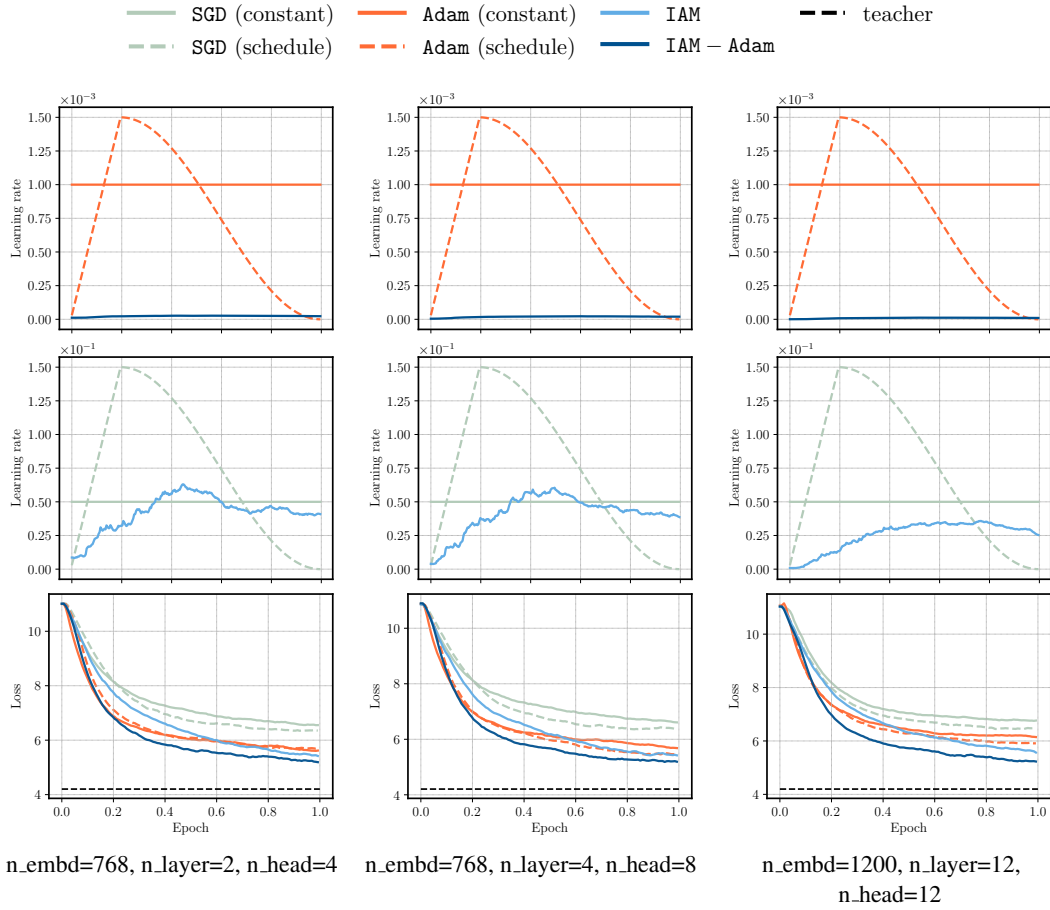 SGD (constant) Adam (constant) IAM teacher
SGD (schedule) Adam (schedule) IAM − Adam
×10⁻³ ×10⁻³ ×10⁻³
1.50 1.50 1.50
1.25 1.25 1.25
1.00 1.00 1.00
0.75 0.75 0.75
0.50 0.50 0.50
0.25 0.25 0.25
0.00 0.00 0.00
Learning rate Learning rate Learning rate
×10⁻¹ ×10⁻¹ ×10⁻¹
1.50 1.50 1.50
1.25 1.25 1.25
1.00 1.00 1.00
0.75 0.75 0.75
0.50 0.50 0.50
0.25 0.25 0.25
0.00 0.00 0.00
Learning rate Learning rate Learning rate
10 10 10
8 8 8
6 6 6
4 4 4
Loss Loss Loss
0.0 0.2 0.4 0.6 0.8 1.0 0.0 0.2 0.4 0.6 0.8 1.0 0.0 0.2 0.4 0.6 0.8 1.0
Epoch Epoch Epoch
n_embd=768, n_layer=2, n_head=4 n_embd=768, n_layer=4, n_head=8 n_embd=1200, n_layer=12,
n_head=12